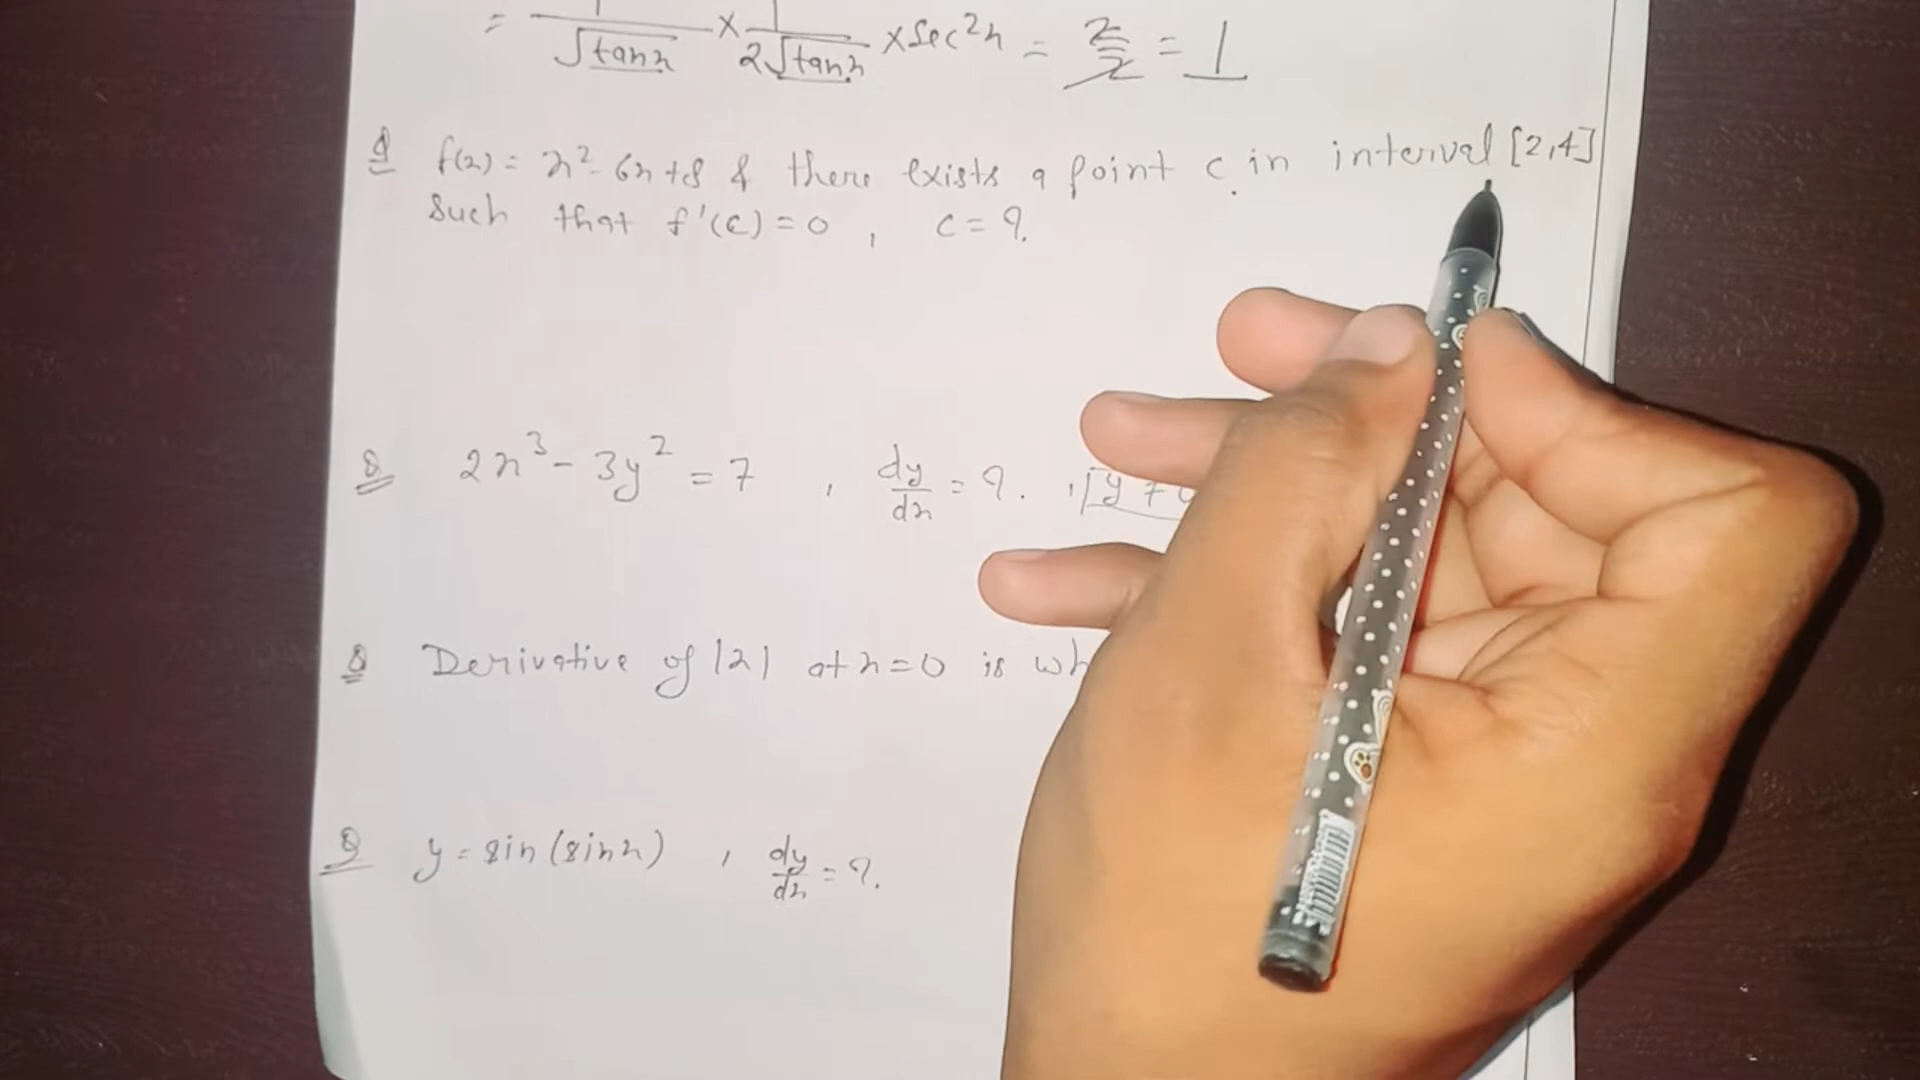 = 1/√tanx × 1/2√tanx × sec²x = 2/2 = 1
Q f(x) = x² - 6x + 8 & there exists a point c in interval [2,4]
such that f'(c) = 0 , c = ?.
Q 2x³ - 3y² = 7 , dy/dx = ?. , y ≠
Q Derivative of |x| at x=0 is wh
Q y = sin(sinx) , dy/dx = ?.